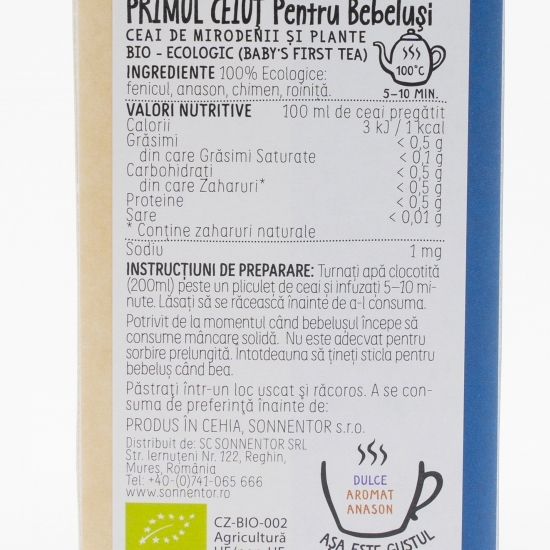 PRIMUL CEIUȚ Pentru Bebeluși
CEAI DE MIRODENII ȘI PLANTE
BIO - ECOLOGIC (BABY'S FIRST TEA)
100°C
5-10 MIN.
INGREDIENTE 100% Ecologice:
fenicul, anason, chimen, roiniță.
VALORI NUTRITIVE 100 ml de ceai pregătit
Calorii 3 kJ / 1 kcal
Grăsimi < 0,5 g
din care Grăsimi Saturate < 0,1 g
Carbohidrați < 0,5 g
din care Zaharuri* < 0,5 g
Proteine < 0,5 g
Sare < 0,01 g
* Conține zaharuri naturale
Sodiu 1 mg
INSTRUCȚIUNI DE PREPARARE: Turnați apă clocotită
(200ml) peste un pliculeț de ceai și infuzați 5-10 mi-
nute. Lăsați să se răcească înainte de a-l consuma.
Potrivit de la momentul când bebelușul începe să
consume mâncare solidă. Nu este adecvat pentru
sorbire prelungită. Întotdeauna să țineți sticla pentru
bebeluș când bea.
Păstrați într-un loc uscat și răcoros. A se con-
suma de preferință înainte de:
PRODUS ÎN CEHIA, SONNENTOR s.r.o.
Distribuit de: SC SONNENTOR SRL
Str. Iernuțeni Nr. 122, Reghin,
Mureș, România
Tel: +40-(0)741-065 666
www.sonnentor.ro
DULCE
AROMAT
ANASON
AȘA ESTE GUSTUL
CZ-BIO-002
Agricultură